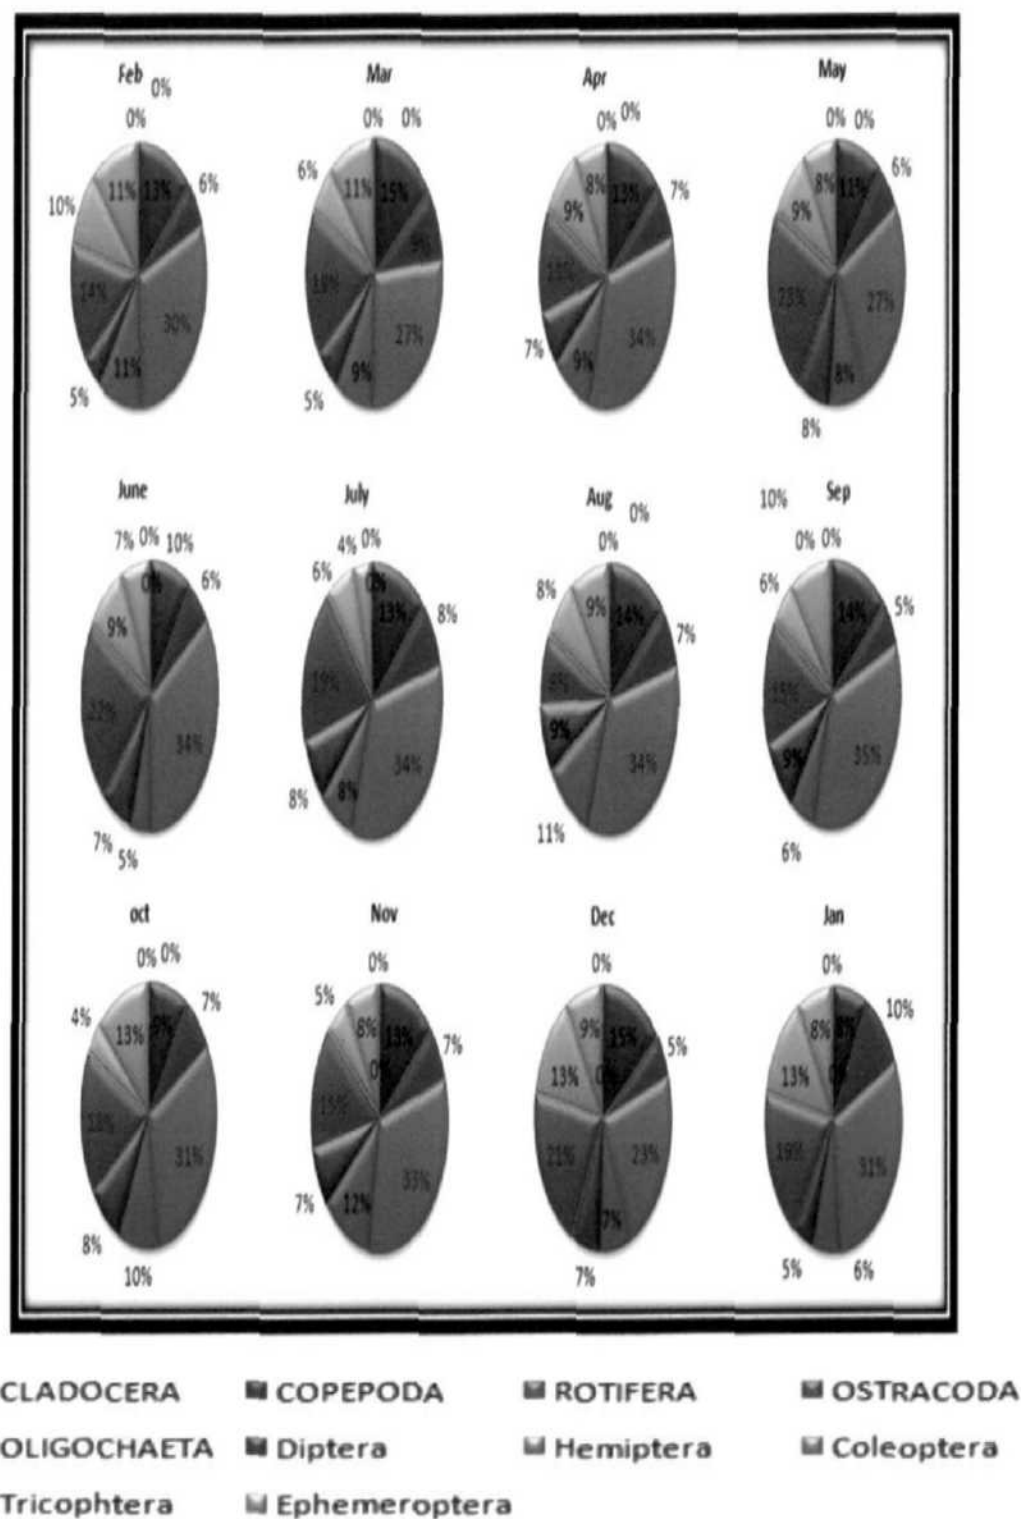 Feb Mar Apr May
0% 0% 0% 0% 0% 0% 0% 0%
11% 13% 6% 10% 14% 30% 11% 5%
6% 11% 15% 9% 27% 9% 5%
8% 13% 7% 9% 34% 9% 7%
8% 11% 6% 9% 23% 27% 8% 8%
June July Aug Sep
7% 0% 10% 0% 6% 9% 34% 7% 5%
4% 0% 6% 0% 13% 8% 19% 34% 8% 8%
0% 0% 8% 9% 14% 7% 9% 34% 11%
10% 0% 0% 6% 14% 5% 15% 35% 9% 6%
oct Nov Dec Jan
0% 0% 7% 4% 13% 9% 31% 8% 10%
0% 5% 8% 13% 7% 15% 33% 7% 12%
0% 9% 15% 5% 13% 21% 23% 7% 7%
0% 8% 8% 10% 13% 19% 31% 5% 6%
CLADOCERA COPEPODA ROTIFERA OSTRACODA
OLIGOCHAETA Diptera Hemiptera Coleoptera
Tricophtera Ephemeroptera